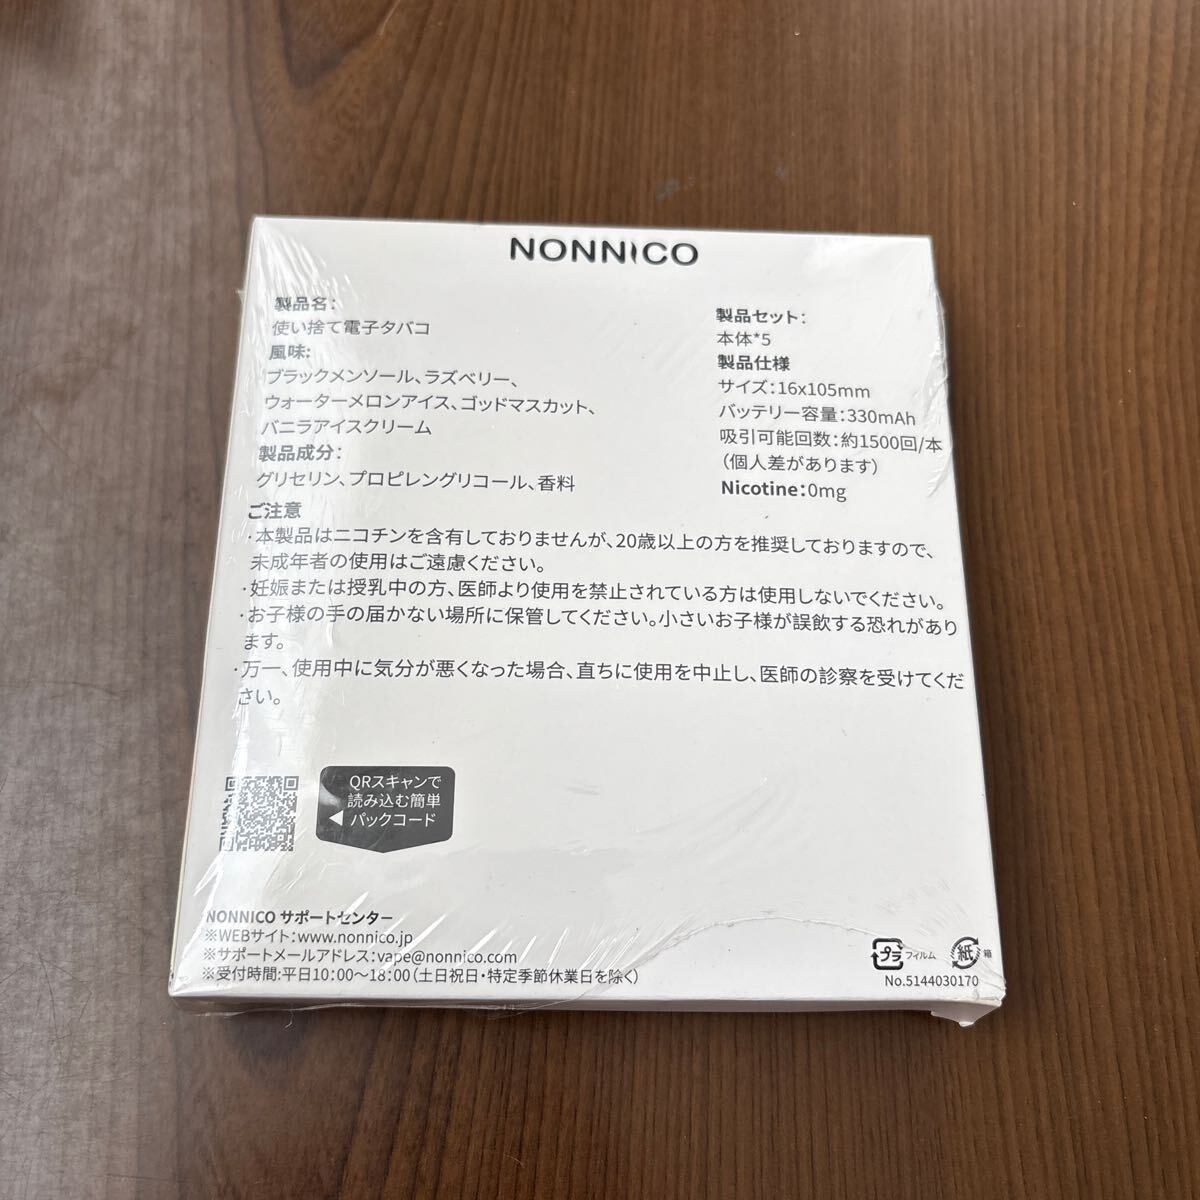 NONNICO
製品名：
使い捨て電子タバコ
風味:
ブラックメンソール、ラズベリー、
ウォーターメロンアイス、ゴッドマスカット、
バニラアイスクリーム
製品成分：
グリセリン、プロピレングリコール、香料
製品セット：
本体*5
製品仕様
サイズ：16x105mm
バッテリー容量：330mAh
吸引可能回数：約1500回/本
（個人差があります）
Nicotine：0mg
ご注意
・本製品はニコチンを含有しておりませんが、20歳以上の方を推奨しておりますので、
未成年者の使用はご遠慮ください。
・妊娠または授乳中の方、医師より使用を禁止されている方は使用しないでください。
・お子様の手の届かない場所に保管してください。小さいお子様が誤飲する恐れがあり
ます。
・万一、使用中に気分が悪くなった場合、直ちに使用を中止し、医師の診察を受けてくだ
さい。
QRスキャンで
読み込む簡単
◀ パックコード
NONNICO サポートセンター
※WEBサイト：www.nonnico.jp
※サポートメールアドレス：vape@nonnico.com
※受付時間：平日10：00～18：00（土日祝日・特定季節休業日を除く）
プラ フィルム 紙 箱
No.5144030170